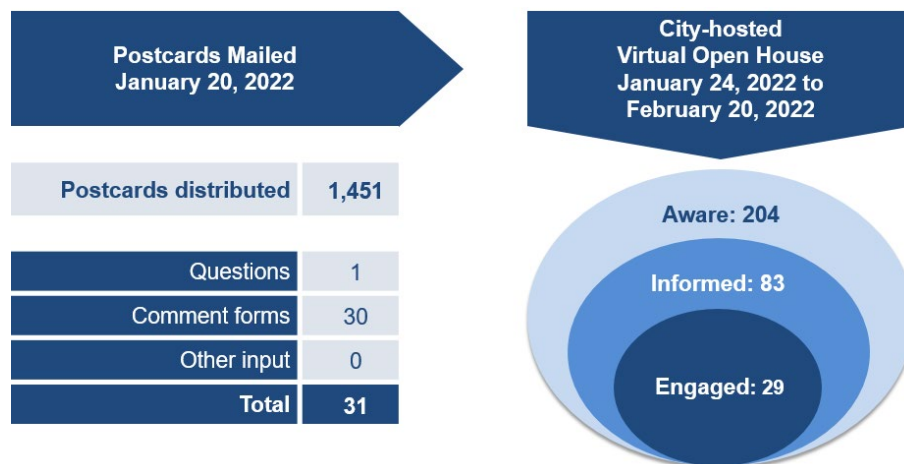 Postcards Mailed
January 20, 2022
City-hosted
Virtual Open House
January 24, 2022 to
February 20, 2022
Postcards distributed 1,451
Questions 1
Comment forms 30
Other input 0
Total 31
Aware: 204
Informed: 83
Engaged: 29